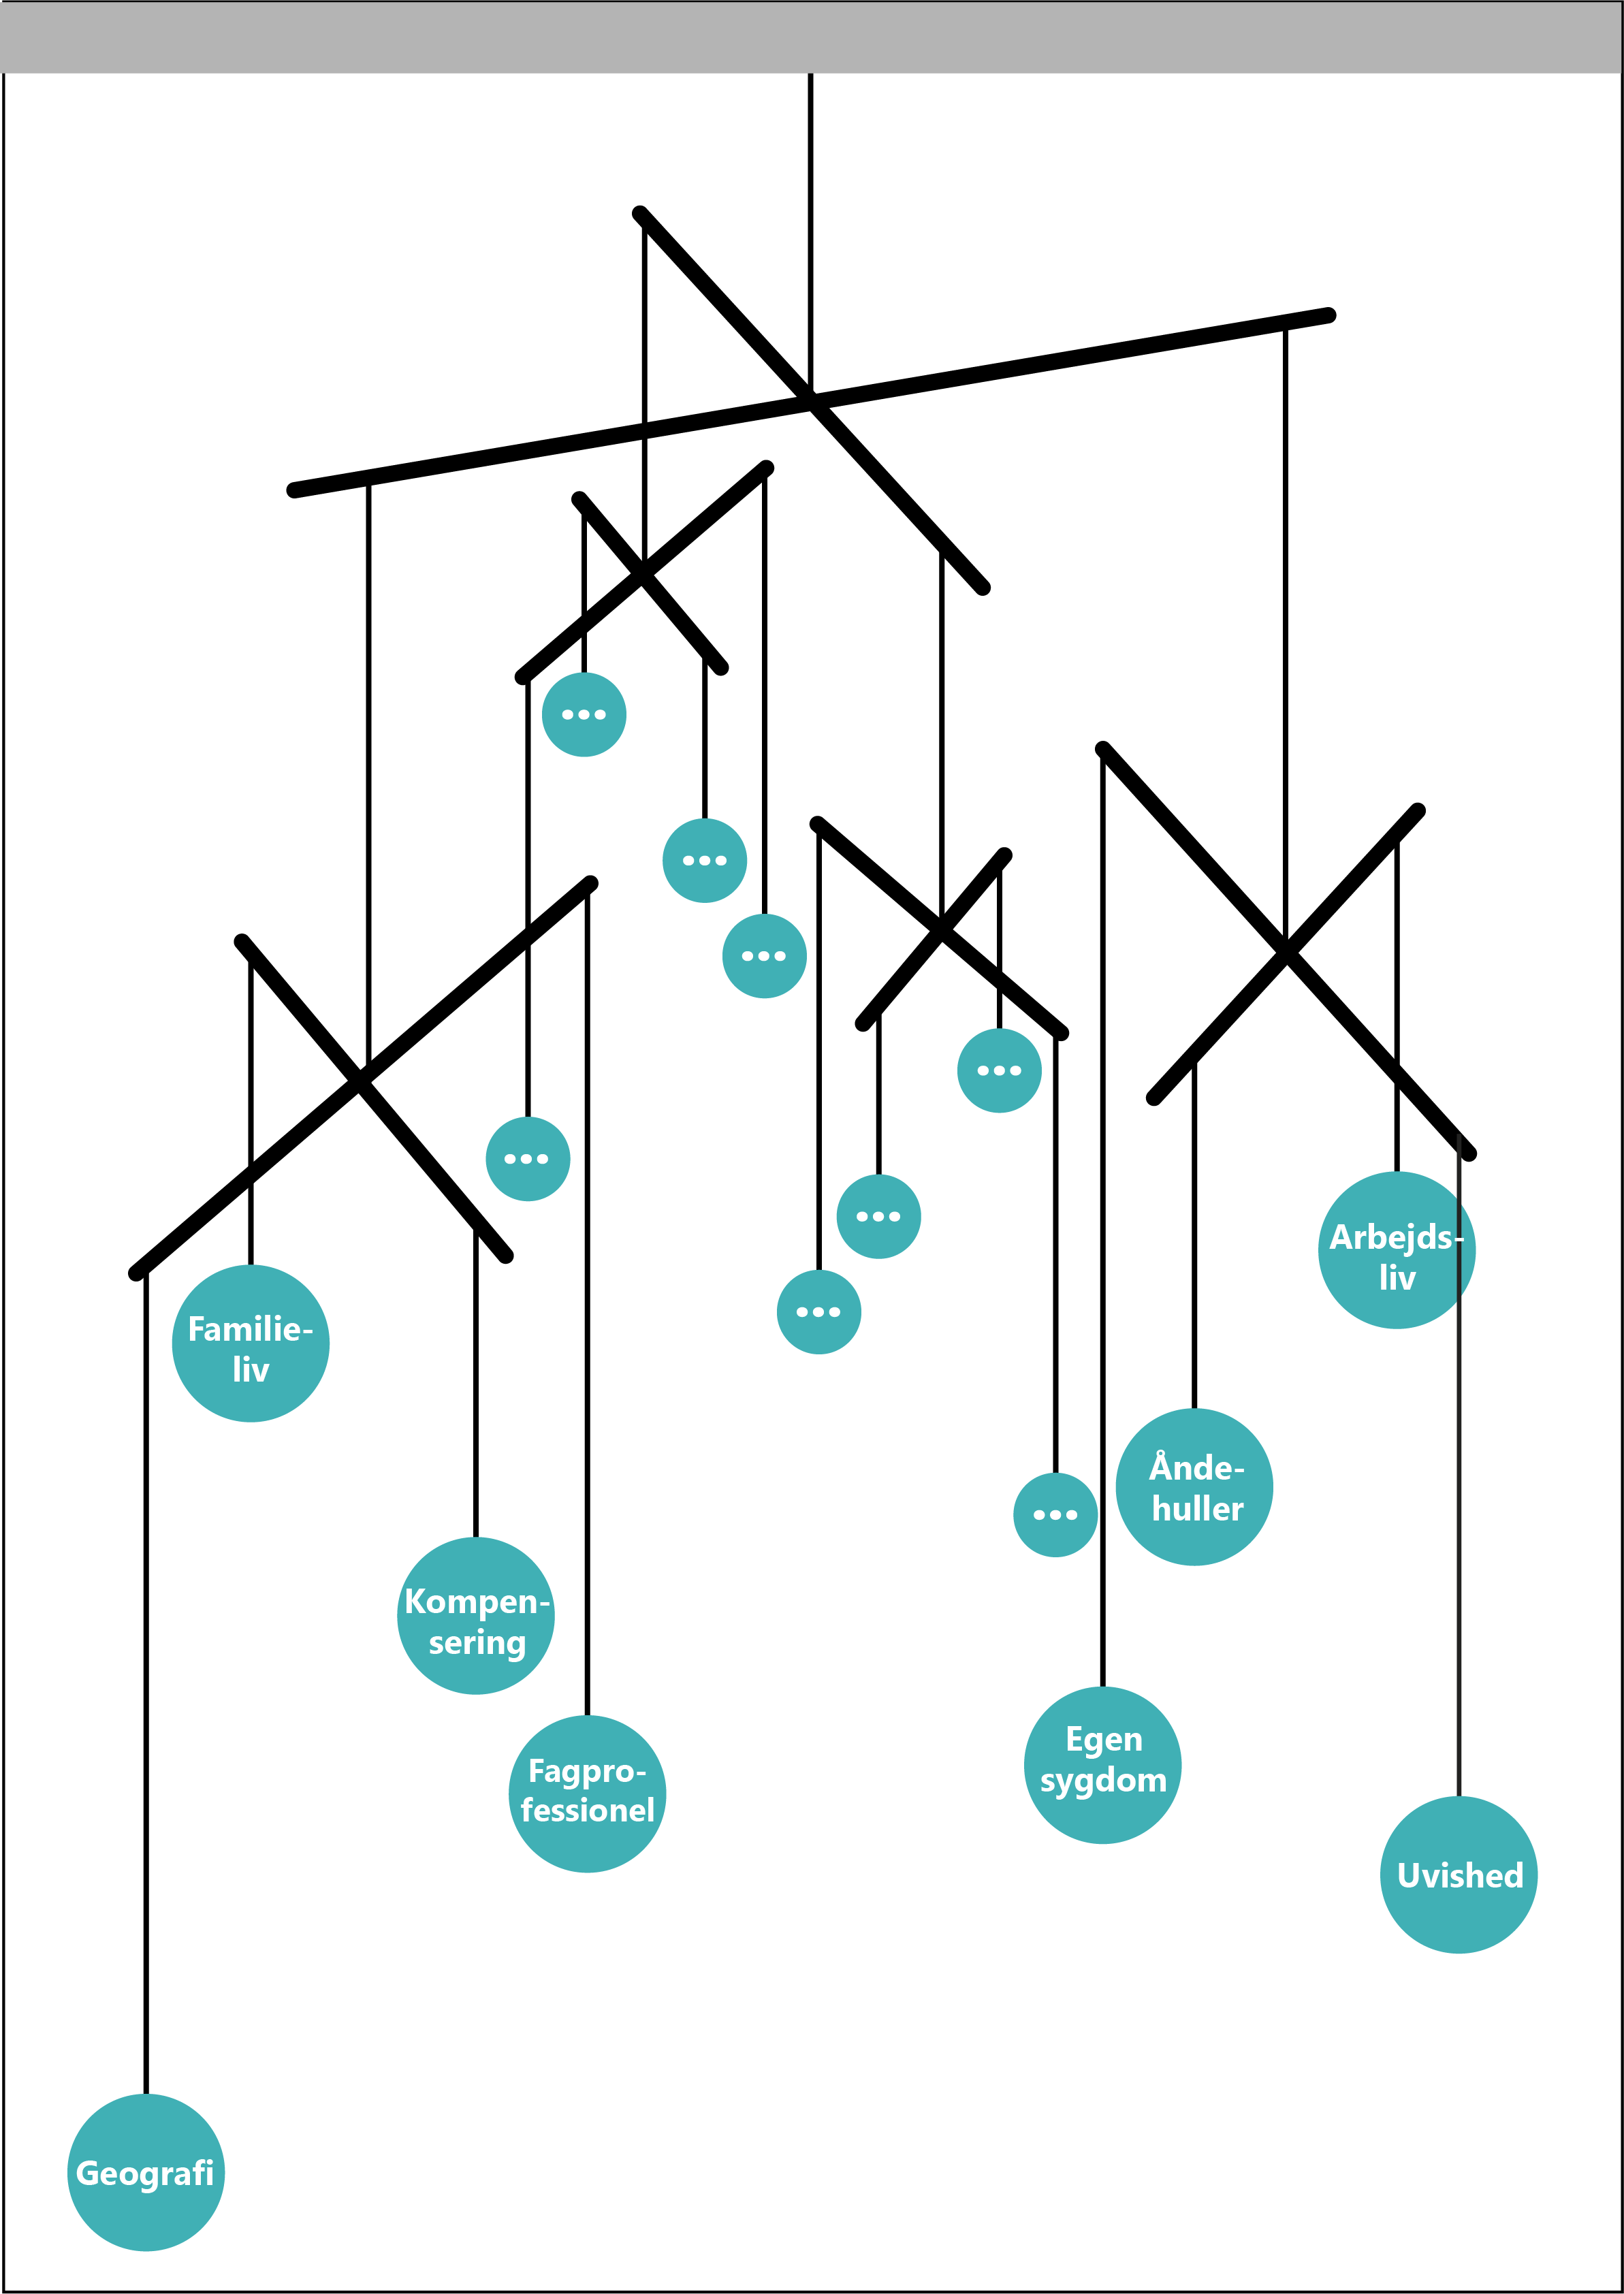 ...
...
...
...
...
...
...
...
Arbejds-
liv
Familie-
liv
Ånde-
huller
Kompen-
sering
Egen
sygdom
Fagpro-
fessionel
Uvished
Geografi